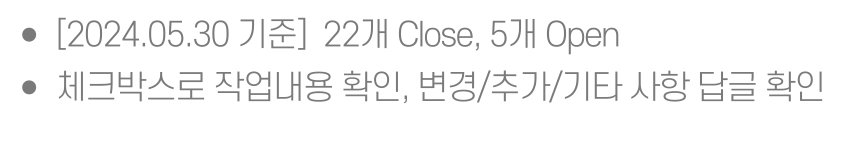 • [2024.05.30 기준] 22개 Close, 5개 Open
• 체크박스로 작업내용 확인, 변경/추가/기타 사항 답글 확인